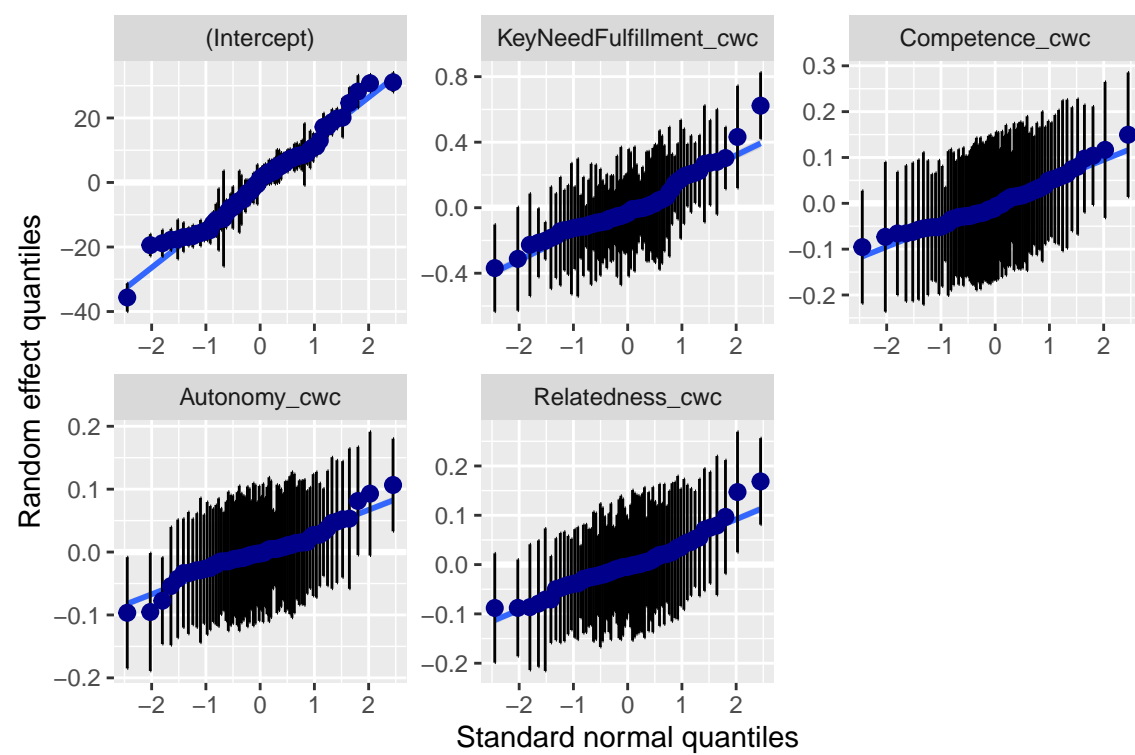 (Intercept)
KeyNeedFulfillment_cwc
Competence_cwc
20
0
−20
−40
0.8
0.4
0.0
−0.4
0.3
0.2
0.1
0.0
−0.1
−0.2
−2 −1 0 1 2
−2 −1 0 1 2
−2 −1 0 1 2
Autonomy_cwc
Relatedness_cwc
0.2
0.1
0.0
−0.1
−0.2
0.2
0.1
0.0
−0.1
−0.2
−2 −1 0 1 2
−2 −1 0 1 2
Random effect quantiles
Standard normal quantiles